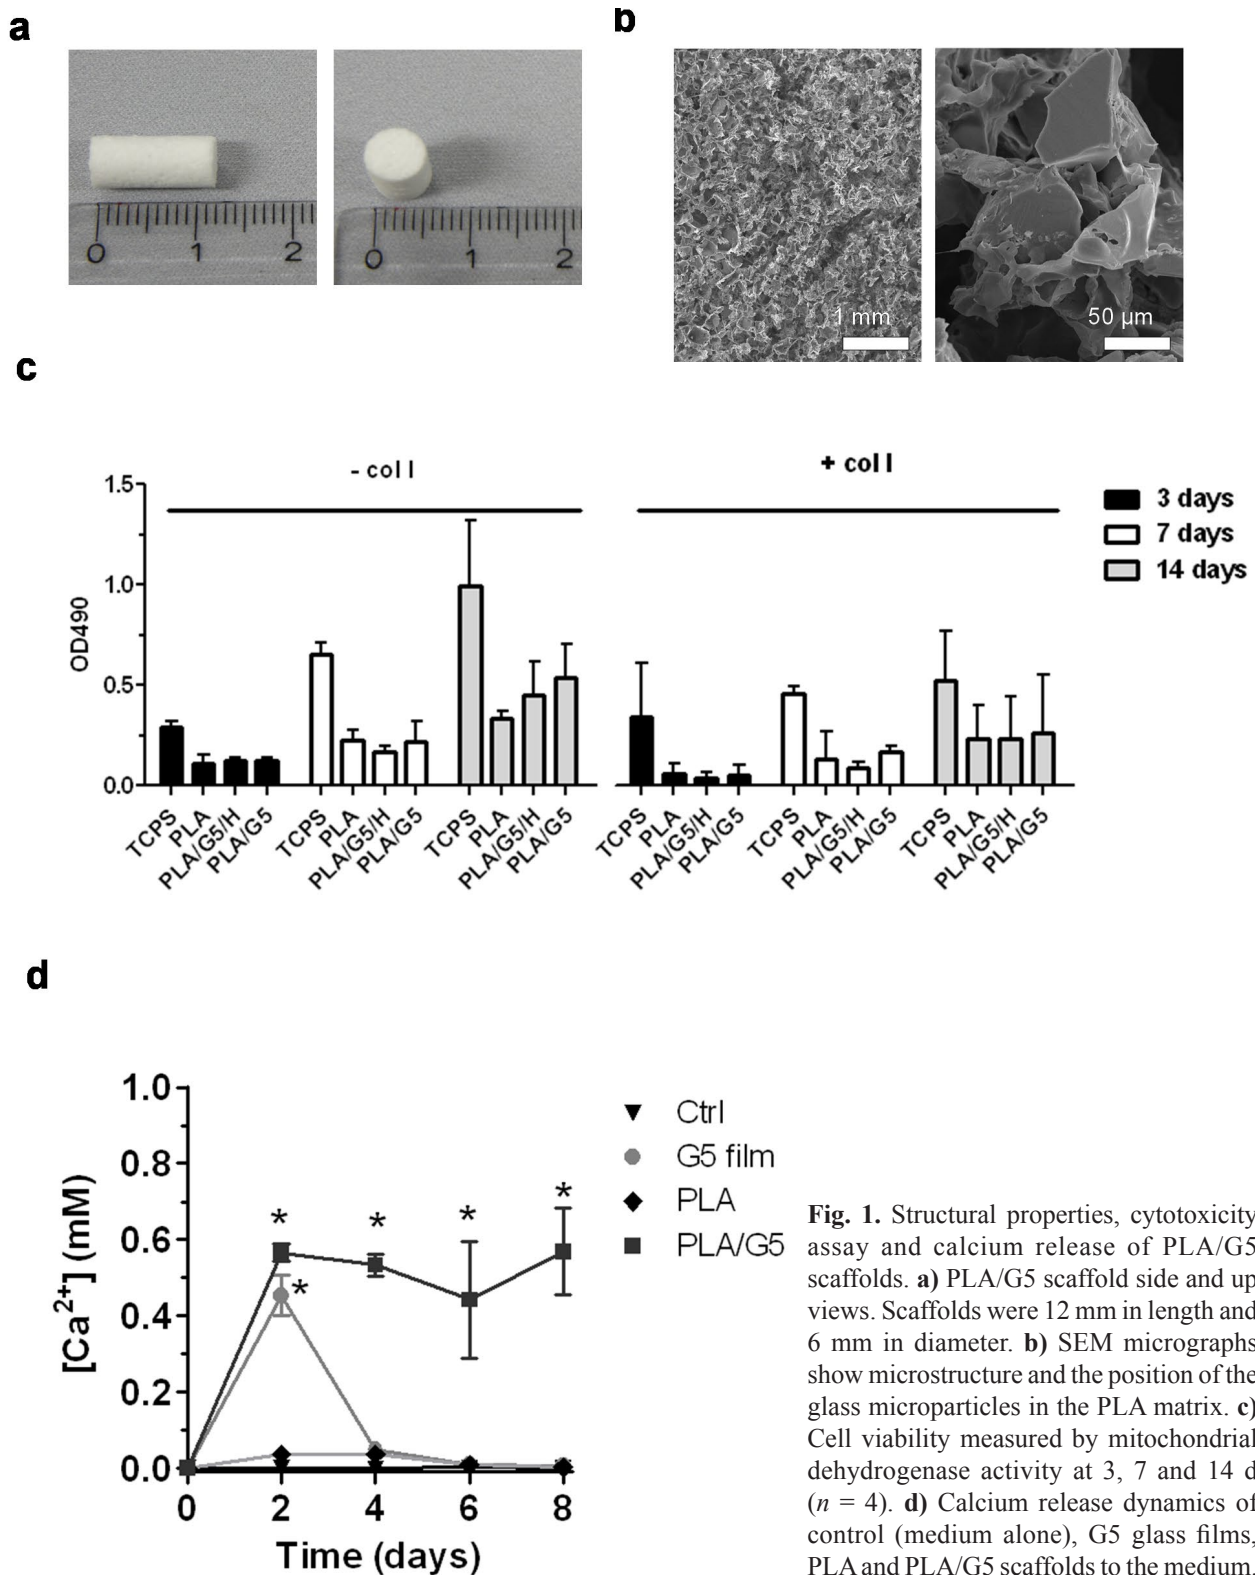 a
b
0 1 2
0 1 2
1 mm
50 µm
c
- col I
+ col I
3 days
7 days
14 days
OD490
1.5
1.0
0.5
0.0
TCPS
PLA
PLA/G5/H
PLA/G5
TCPS
PLA
PLA/G5/H
PLA/G5
TCPS
PLA
PLA/G5/H
PLA/G5
TCPS
PLA
PLA/G5/H
PLA/G5
TCPS
PLA
PLA/G5/H
PLA/G5
TCPS
PLA
PLA/G5/H
PLA/G5
d
[Ca2+] (mM)
1.0
0.8
0.6
0.4
0.2
0.0
* * * *
*
0 2 4 6 8
Time (days)
Ctrl
G5 film
PLA
PLA/G5
Fig. 1. Structural properties, cytotoxicity
assay and calcium release of PLA/G5
scaffolds. a) PLA/G5 scaffold side and up
views. Scaffolds were 12 mm in length and
6 mm in diameter. b) SEM micrographs
show microstructure and the position of the
glass microparticles in the PLA matrix. c)
Cell viability measured by mitochondrial
dehydrogenase activity at 3, 7 and 14 d
(n = 4). d) Calcium release dynamics of
control (medium alone), G5 glass films,
PLA and PLA/G5 scaffolds to the medium.